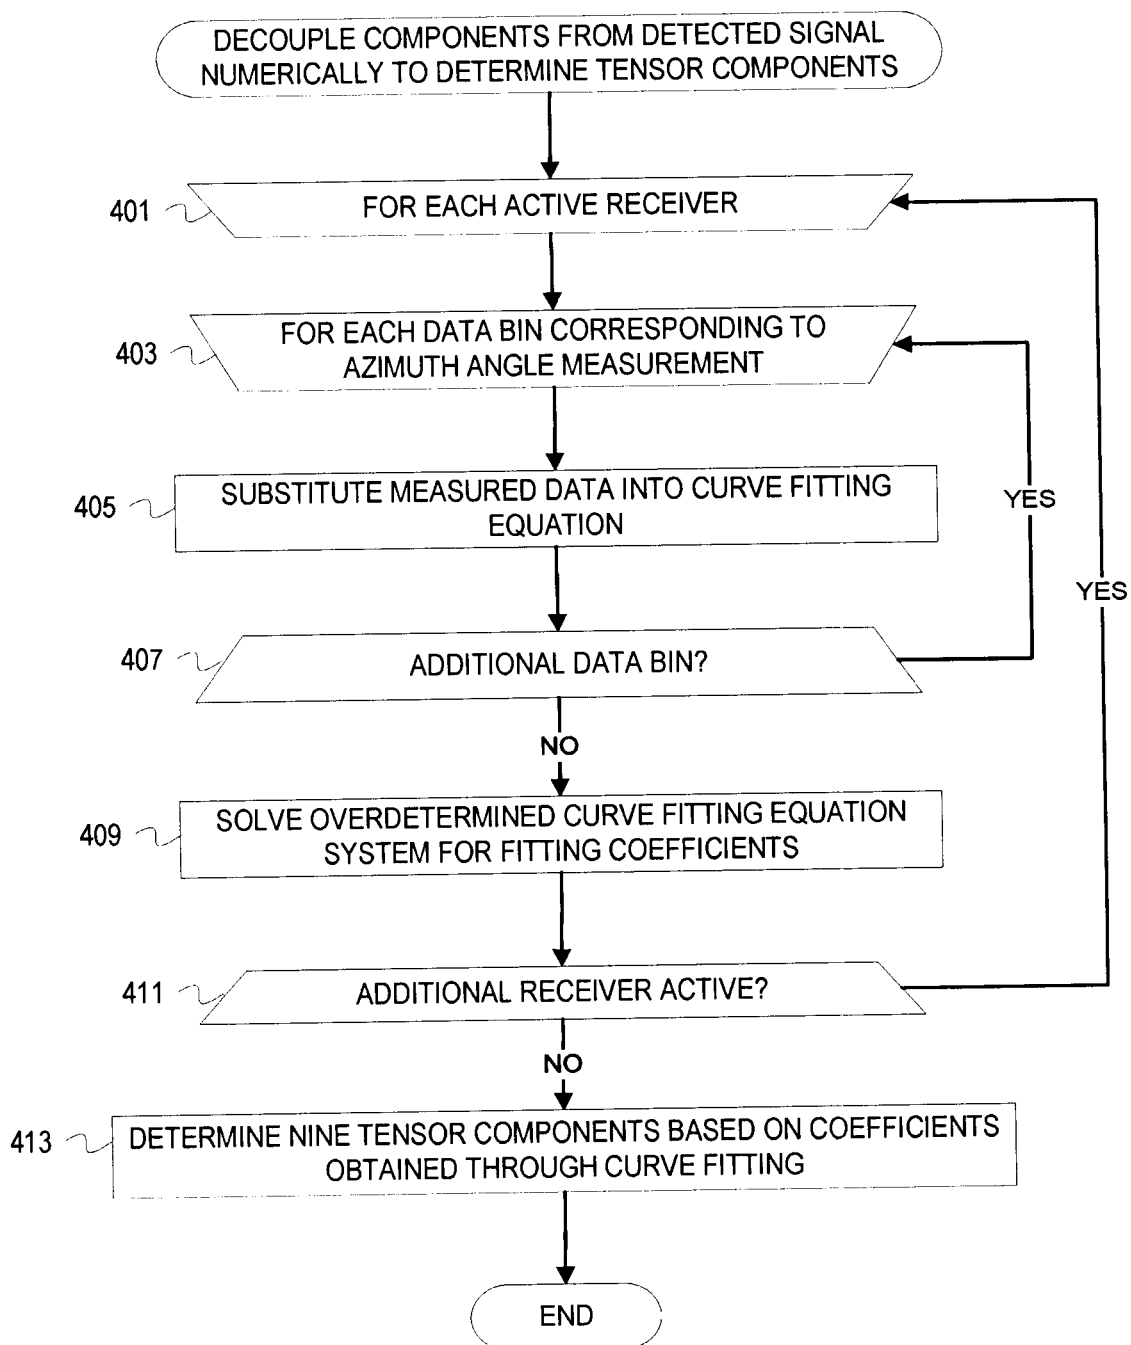 DECOUPLE COMPONENTS FROM DETECTED SIGNAL
NUMERICALLY TO DETERMINE TENSOR COMPONENTS
401
FOR EACH ACTIVE RECEIVER
403
FOR EACH DATA BIN CORRESPONDING TO
AZIMUTH ANGLE MEASUREMENT
405
SUBSTITUTE MEASURED DATA INTO CURVE FITTING
EQUATION
YES
YES
407
ADDITIONAL DATA BIN?
NO
409
SOLVE OVERDETERMINED CURVE FITTING EQUATION
SYSTEM FOR FITTING COEFFICIENTS
411
ADDITIONAL RECEIVER ACTIVE?
NO
413
DETERMINE NINE TENSOR COMPONENTS BASED ON COEFFICIENTS
OBTAINED THROUGH CURVE FITTING
END